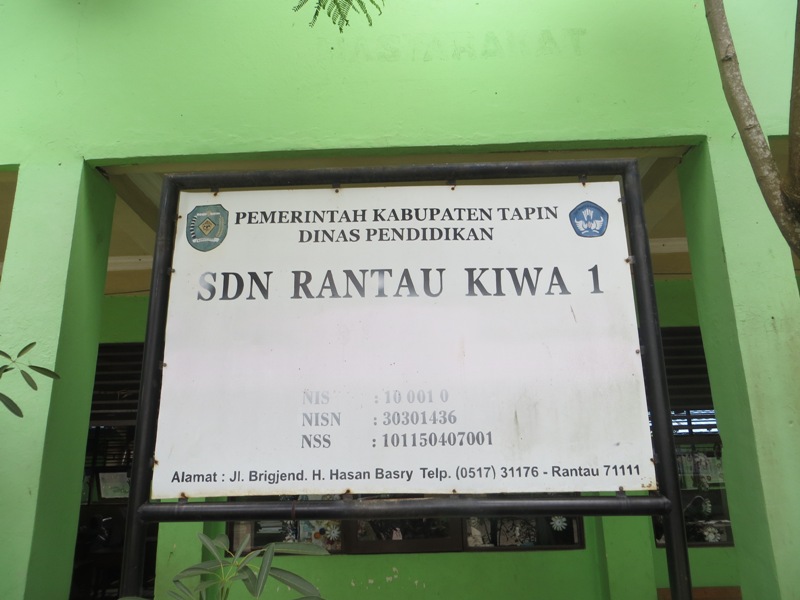 PEMERINTAH KABUPATEN TAPIN
DINAS PENDIDIKAN
SDN RANTAU KIWA 1
NIS : 10 001 0
NISN : 30301436
NSS : 101150407001
Alamat : Jl. Brigjend. H. Hasan Basry Telp. (0517) 31176 - Rantau 71111